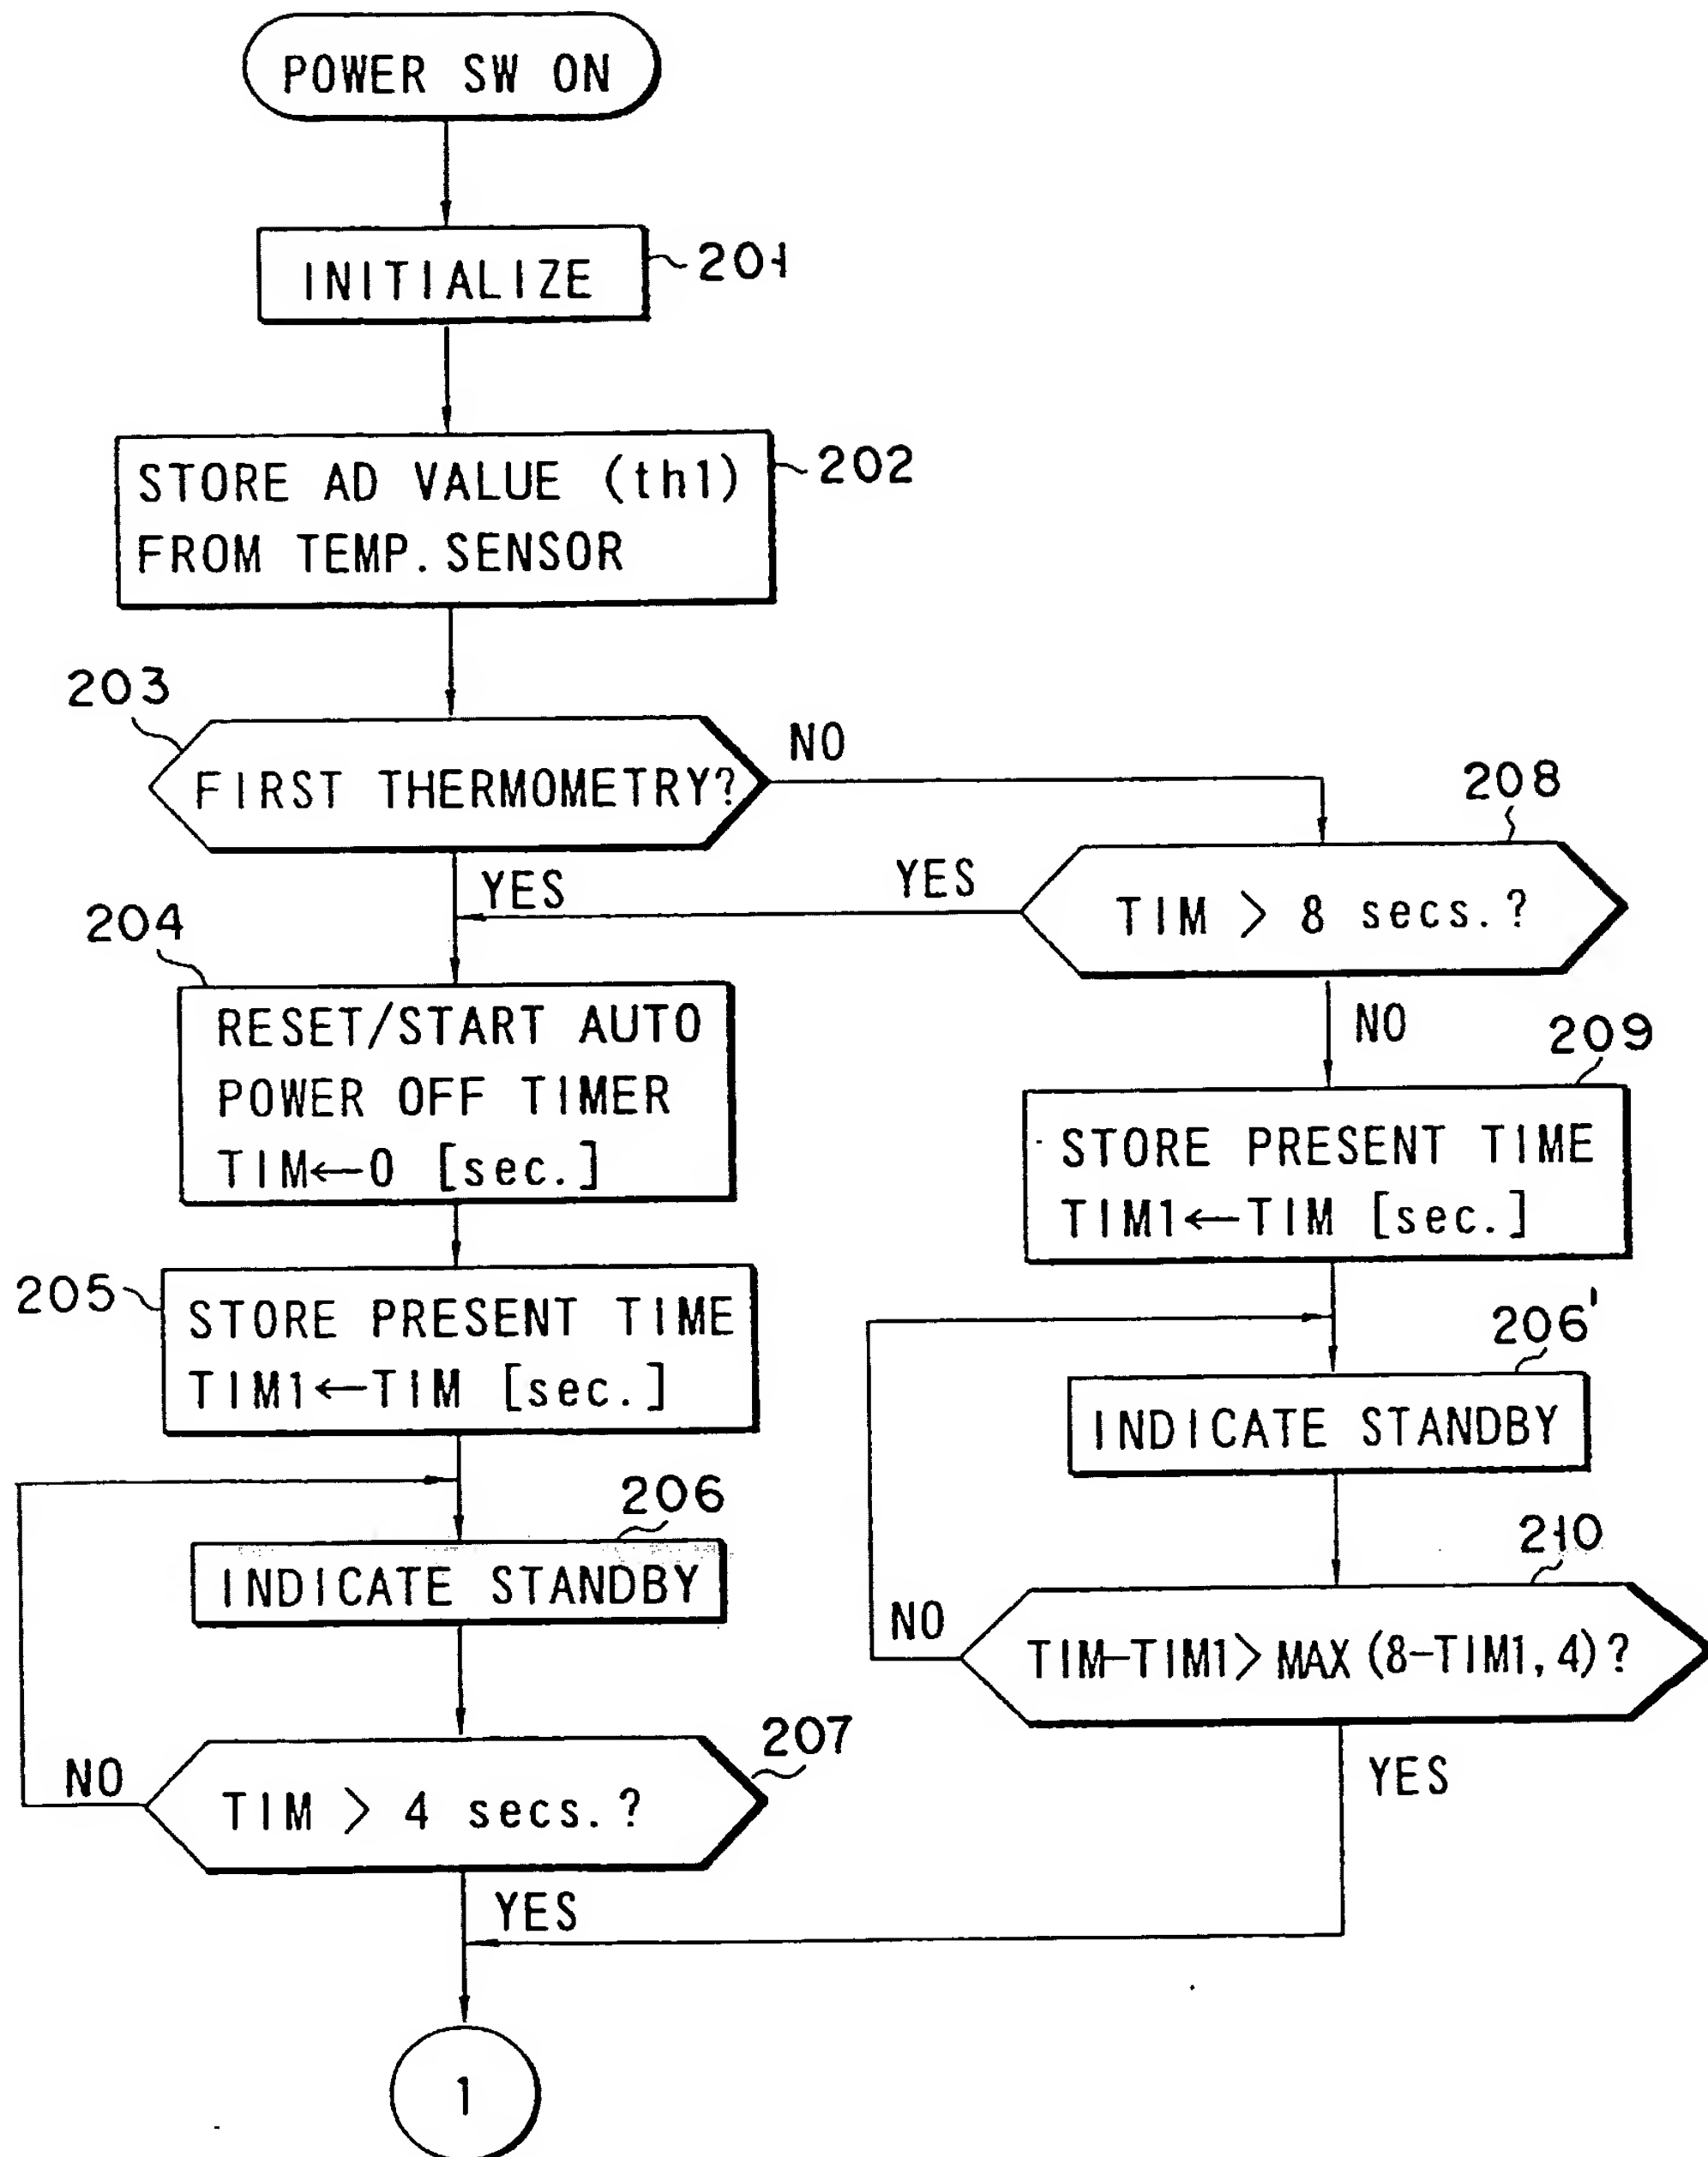 POWER SW ON
INITIALIZE
201
STORE AD VALUE (th1)
FROM TEMP. SENSOR
202
203
FIRST THERMOMETRY?
NO
YES
208
TIM > 8 secs.?
YES
NO
204
RESET/START AUTO
POWER OFF TIMER
TIM←0 [sec.]
209
STORE PRESENT TIME
TIM1←TIM [sec.]
205
STORE PRESENT TIME
TIM1←TIM [sec.]
206'
INDICATE STANDBY
206
INDICATE STANDBY
210
TIM-TIM1>MAX(8-TIM1,4)?
NO
YES
207
TIM > 4 secs.?
NO
YES
1